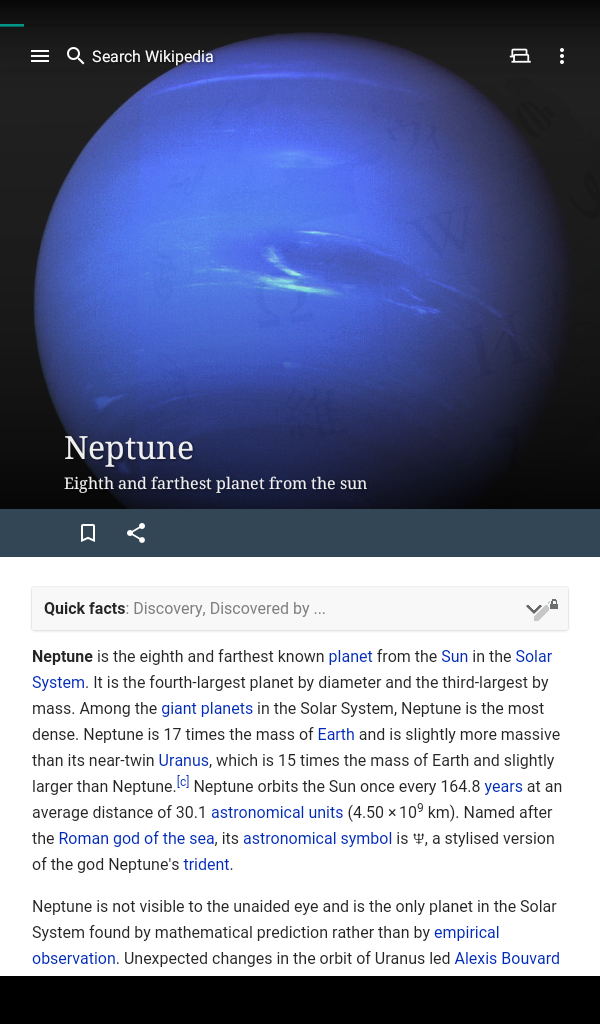 Search Wikipedia
Neptune
Eighth and farthest planet from the sun
Quick facts: Discovery, Discovered by ...
Neptune is the eighth and farthest known planet from the Sun in the Solar
System. It is the fourth-largest planet by diameter and the third-largest by
mass. Among the giant planets in the Solar System, Neptune is the most
dense. Neptune is 17 times the mass of Earth and is slightly more massive
than its near-twin Uranus, which is 15 times the mass of Earth and slightly
larger than Neptune.[c] Neptune orbits the Sun once every 164.8 years at an
average distance of 30.1 astronomical units (4.50 × 10⁹ km). Named after
the Roman god of the sea, its astronomical symbol is ♆, a stylised version
of the god Neptune's trident.
Neptune is not visible to the unaided eye and is the only planet in the Solar
System found by mathematical prediction rather than by empirical
observation. Unexpected changes in the orbit of Uranus led Alexis Bouvard